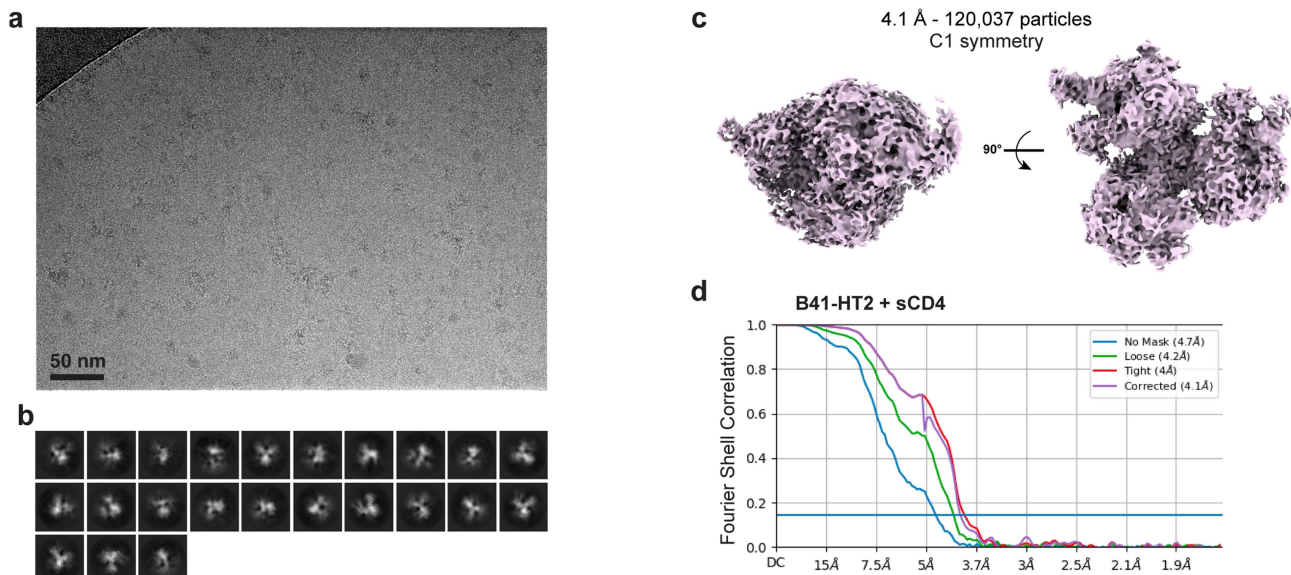 a
50 nm
b
c
4.1 Å - 120,037 particles
C1 symmetry
90°
d
B41-HT2 + sCD4
Fourier Shell Correlation
1.0
0.8
0.6
0.4
0.2
0.0
No Mask (4.7Å)
Loose (4.2Å)
Tight (4Å)
Corrected (4.1Å)
DC 15Å 7.5Å 5Å 3.7Å 3Å 2.5Å 2.1Å 1.9Å